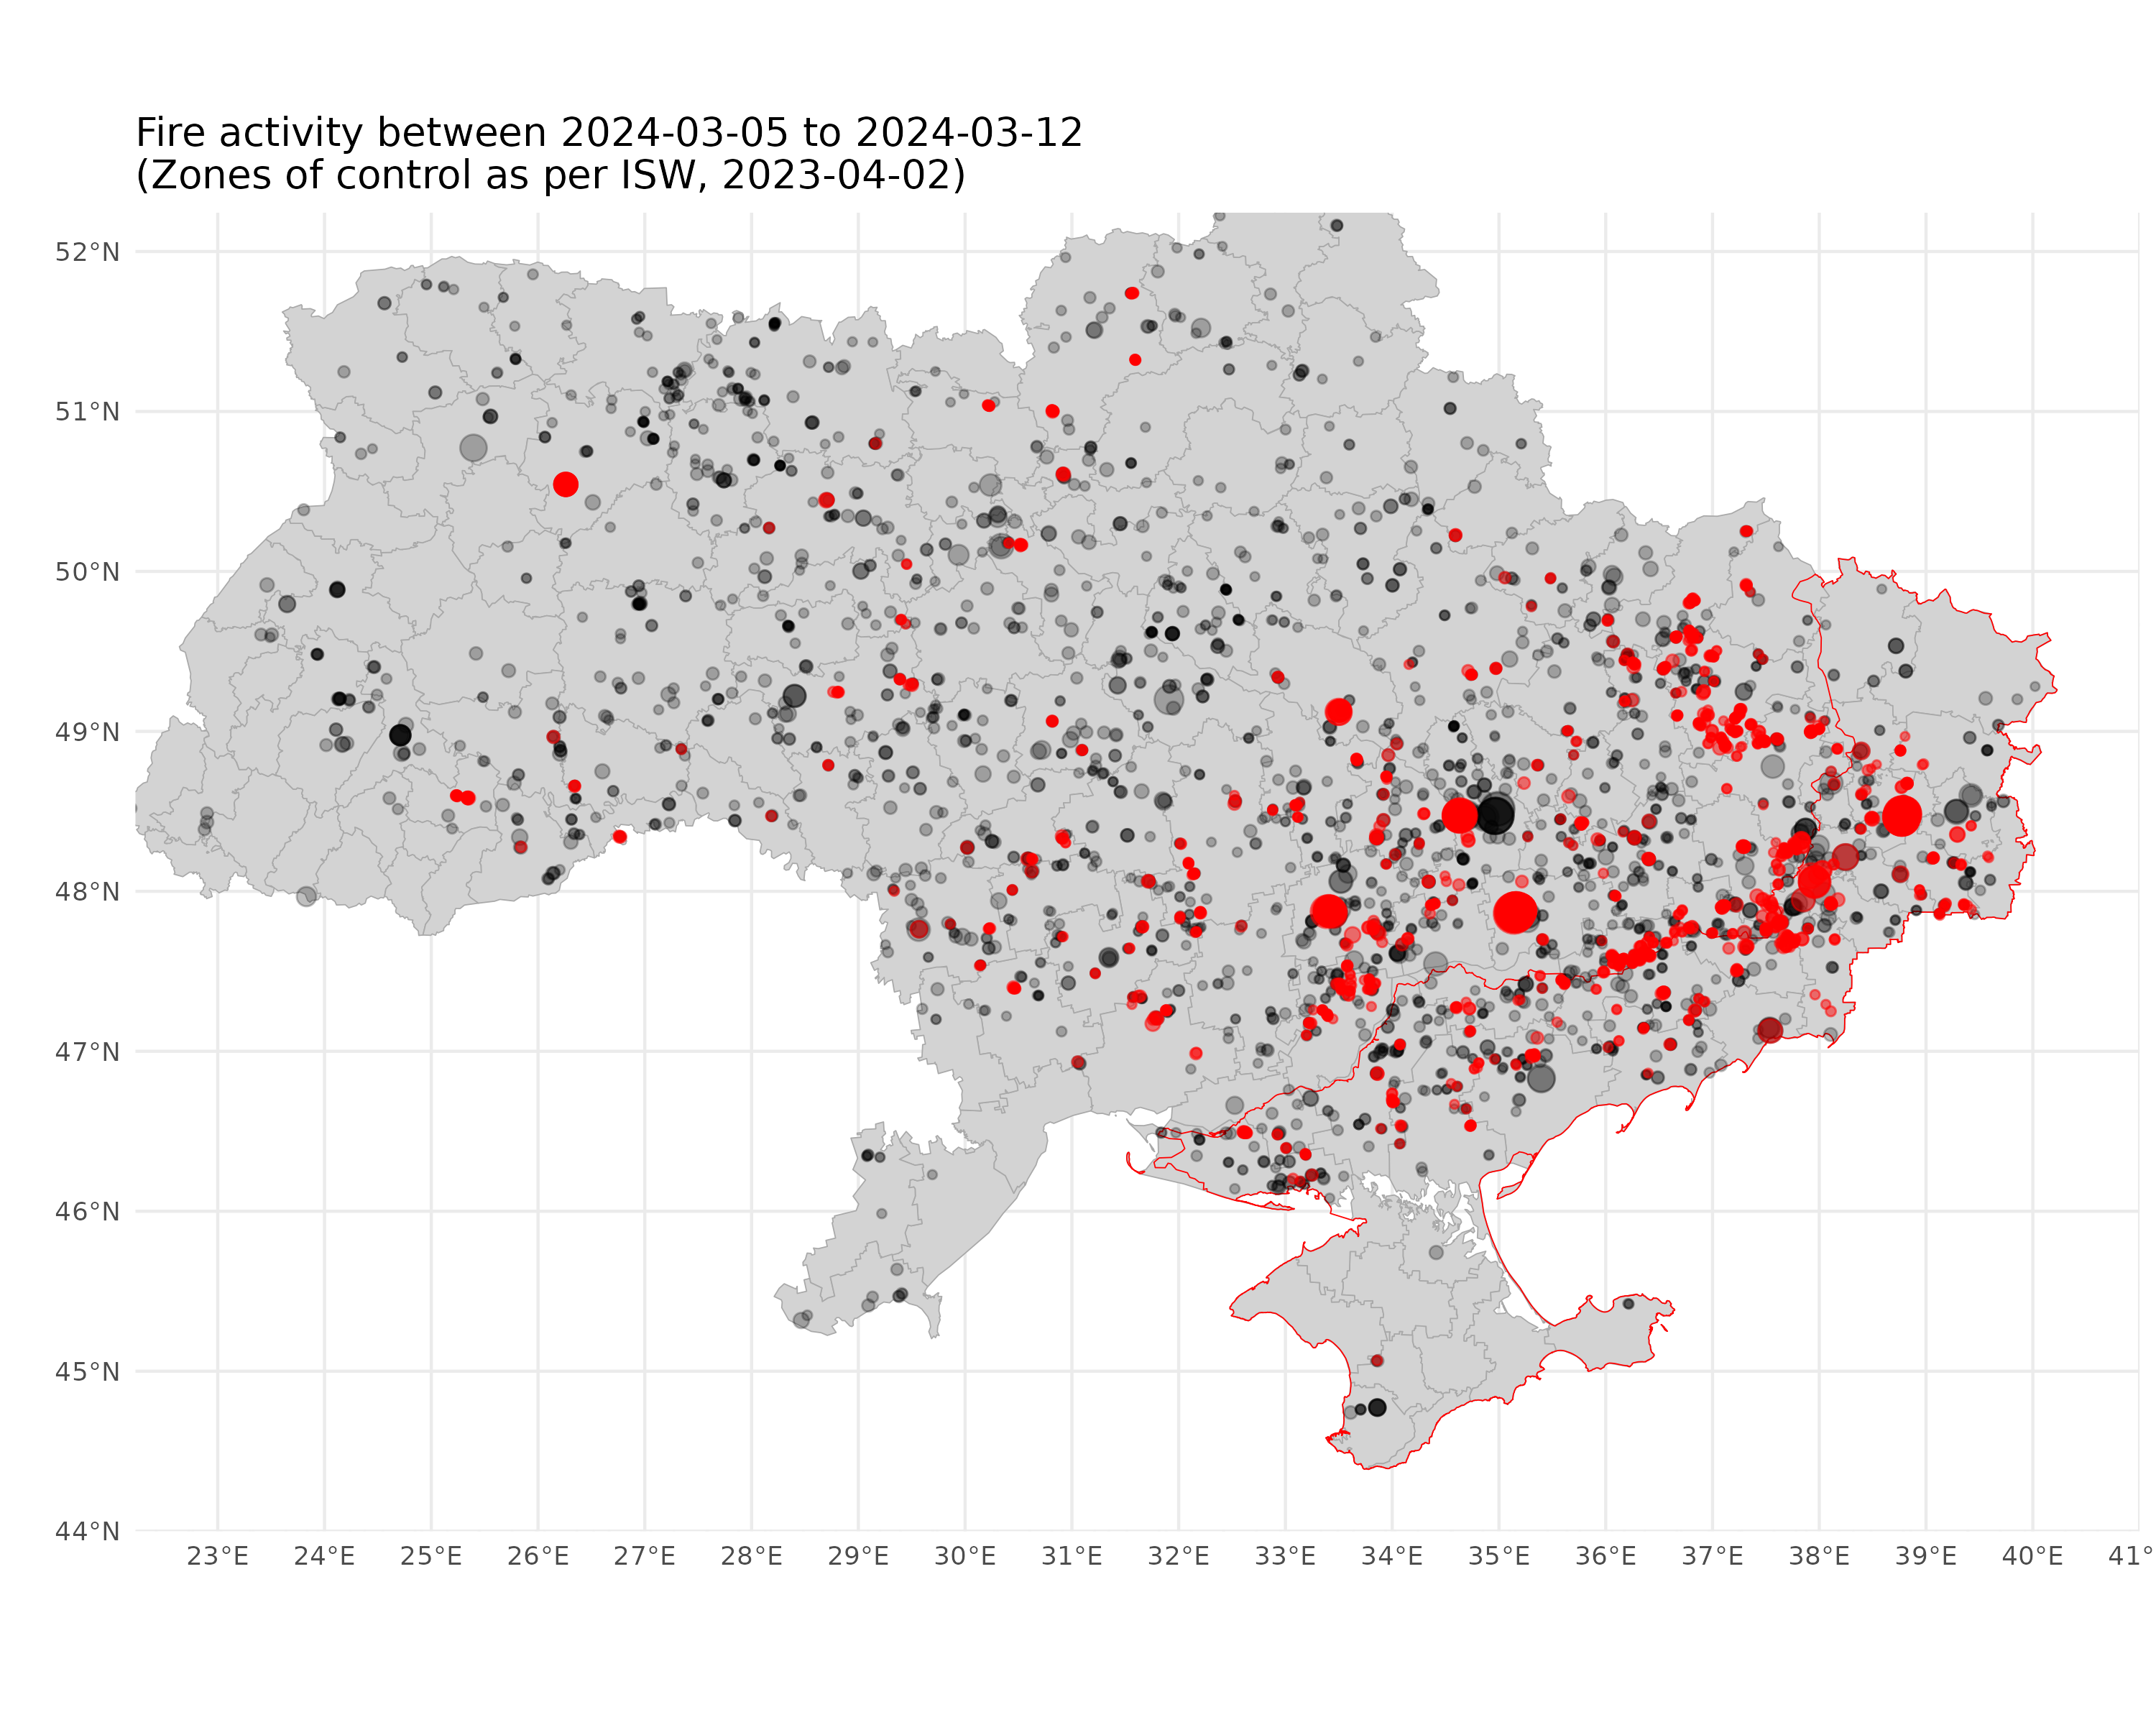 Fire activity between 2024-03-05 to 2024-03-12
(Zones of control as per ISW, 2023-04-02)
52°N
51°N
50°N
49°N
48°N
47°N
46°N
45°N
44°N
23°E 24°E 25°E 26°E 27°E 28°E 29°E 30°E 31°E 32°E 33°E 34°E 35°E 36°E 37°E 38°E 39°E 40°E 41°